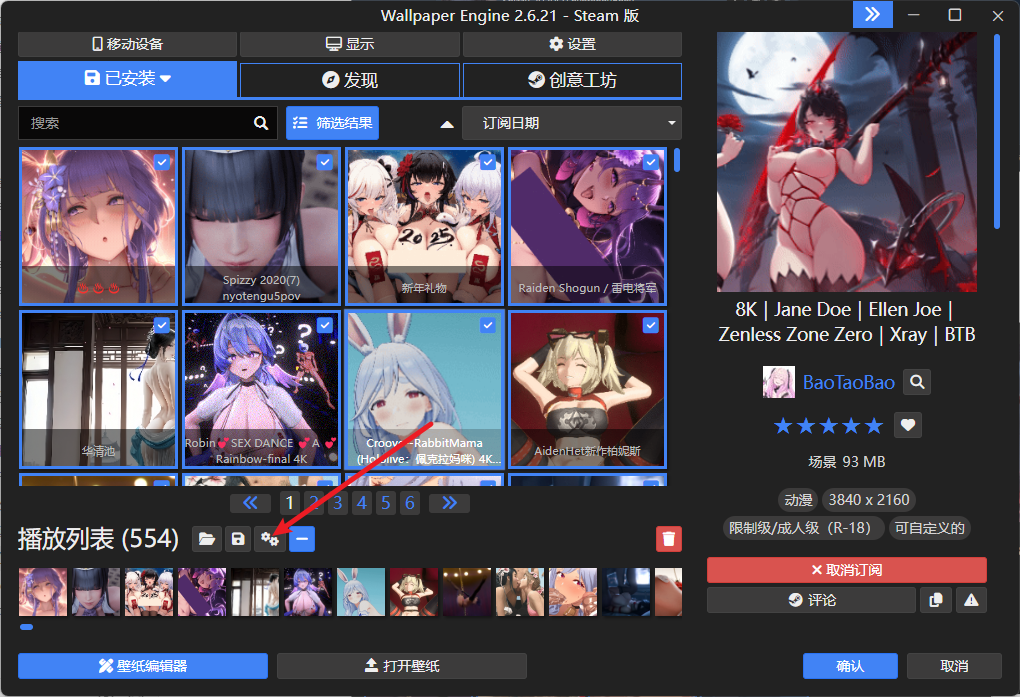 Wallpaper Engine 2.6.21 - Steam 版
移动设备
显示
设置
已安装
发现
创意工坊
搜索
筛选结果
订阅日期
2025
Spizzy 2020(7)
nyotengu5pov
新年礼物
Raiden Shogun / 雷电将军
华清池
Robin💕SEX DANCE 💕A 💕
Rainbow-final 4K
Croove-RabbitMama
(Hololive：佩克拉妈咪) 4K...
AidenHet新作柏妮斯
1 2 3 4 5 6
播放列表 (554)
壁纸编辑器
打开壁纸
8K | Jane Doe | Ellen Joe |
Zenless Zone Zero | Xray | BTB
BaoTaoBao
场景 93 MB
动漫
3840 x 2160
限制级/成人级（R-18）
可自定义的
取消订阅
评论
确认
取消